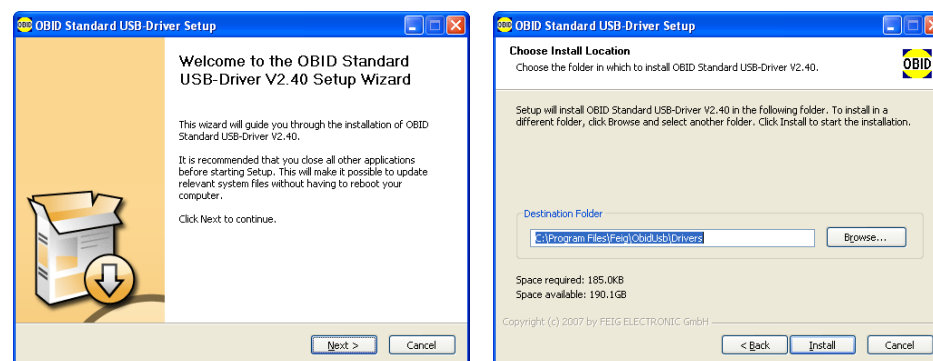 OBID Standard USB-Driver Setup
Welcome to the OBID Standard
USB-Driver V2.40 Setup Wizard
This wizard will guide you through the installation of OBID
Standard USB-Driver V2.40.
It is recommended that you close all other applications
before starting Setup. This will make it possible to update
relevant system files without having to reboot your
computer.
Click Next to continue.
Next >
Cancel
OBID Standard USB-Driver Setup
Choose Install Location
Choose the folder in which to install OBID Standard USB-Driver V2.40.
OBID
Setup will install OBID Standard USB-Driver V2.40 in the following folder. To install in a
different folder, click Browse and select another folder. Click Install to start the installation.
Destination Folder
C:\Program Files\Feig\ObidUsb\Drivers
Browse...
Space required: 185.0KB
Space available: 190.1GB
Copyright (c) 2007 by FEIG ELECTRONIC GmbH
< Back
Install
Cancel